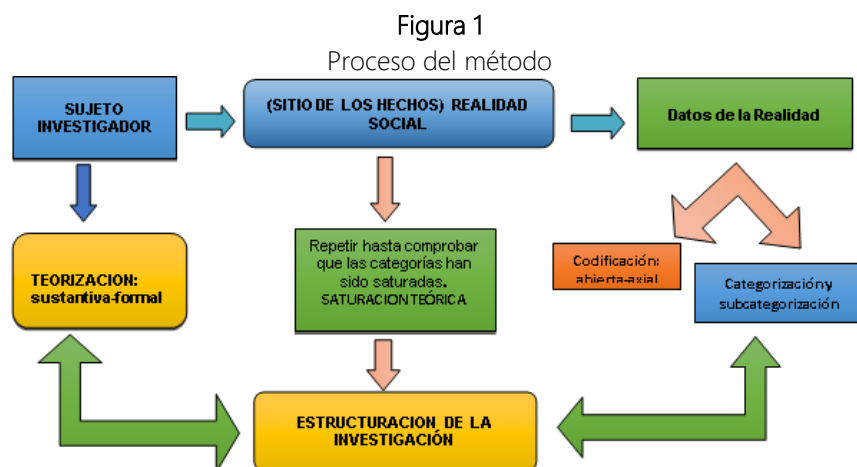 Figura 1
Proceso del método
SUJETO
INVESTIGADOR
(SITIO DE LOS HECHOS) REALIDAD
SOCIAL
Datos de la Realidad
TEORIZACION:
sustantiva-formal
Repetir hasta comprobar
que las categorías han
sido saturadas.
SATURACION TEÓRICA
Codificación:
abierta-axial
Categorización y
subcategorización
ESTRUCTURACION DE LA
INVESTIGACIÓN